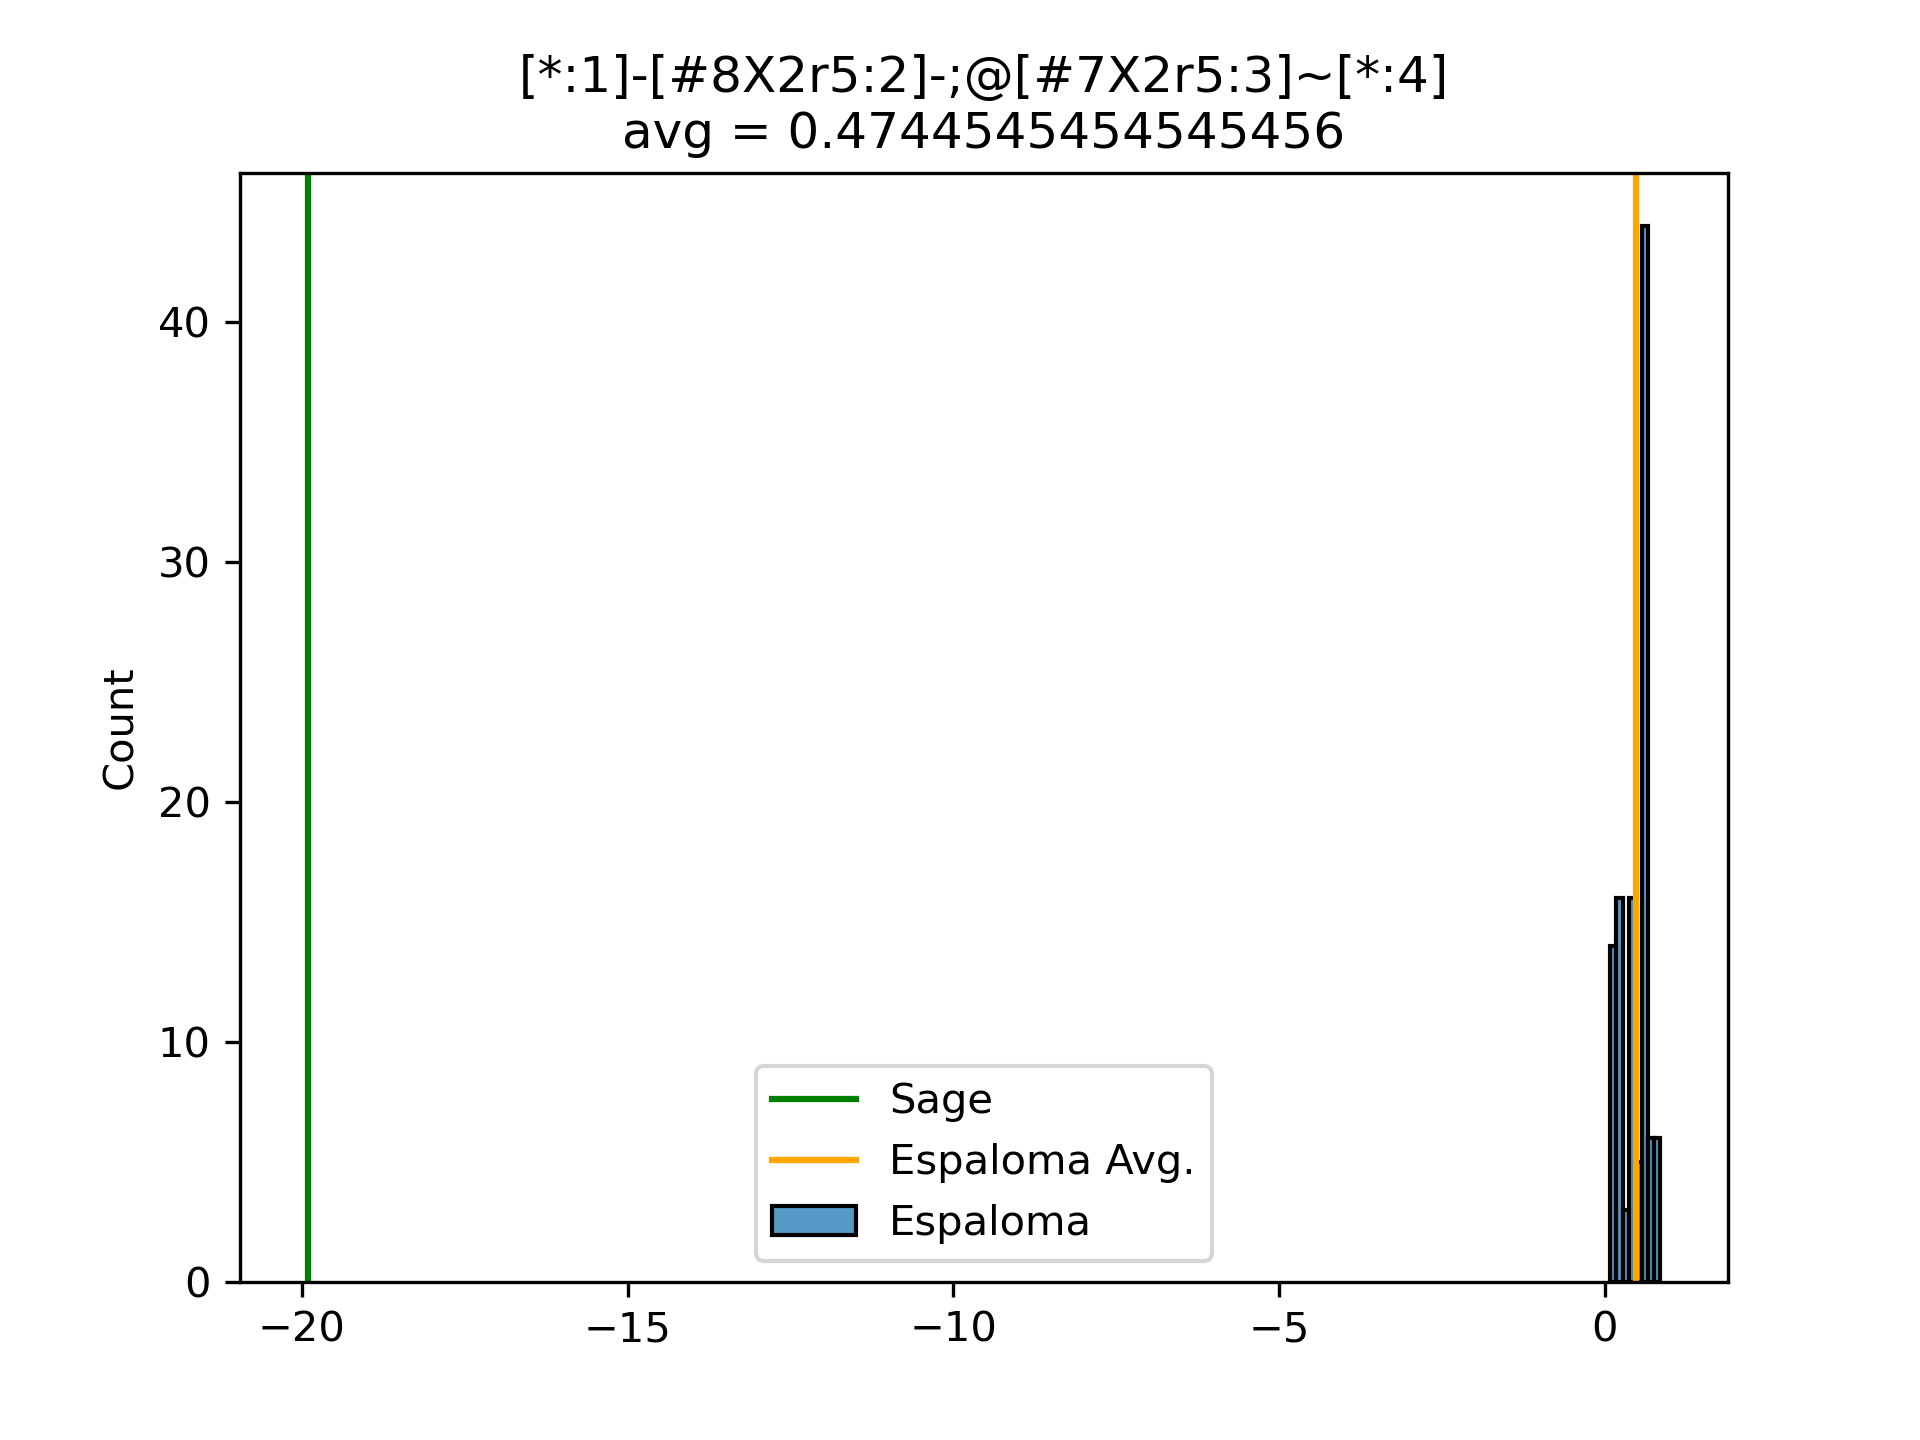 [*:1]-[#8X2r5:2]-;@[#7X2r5:3]~[*:4]
avg = 0.4744545454545456
Count
40
30
20
10
0
Sage
Espaloma Avg.
Espaloma
−20
−15
−10
−5
0